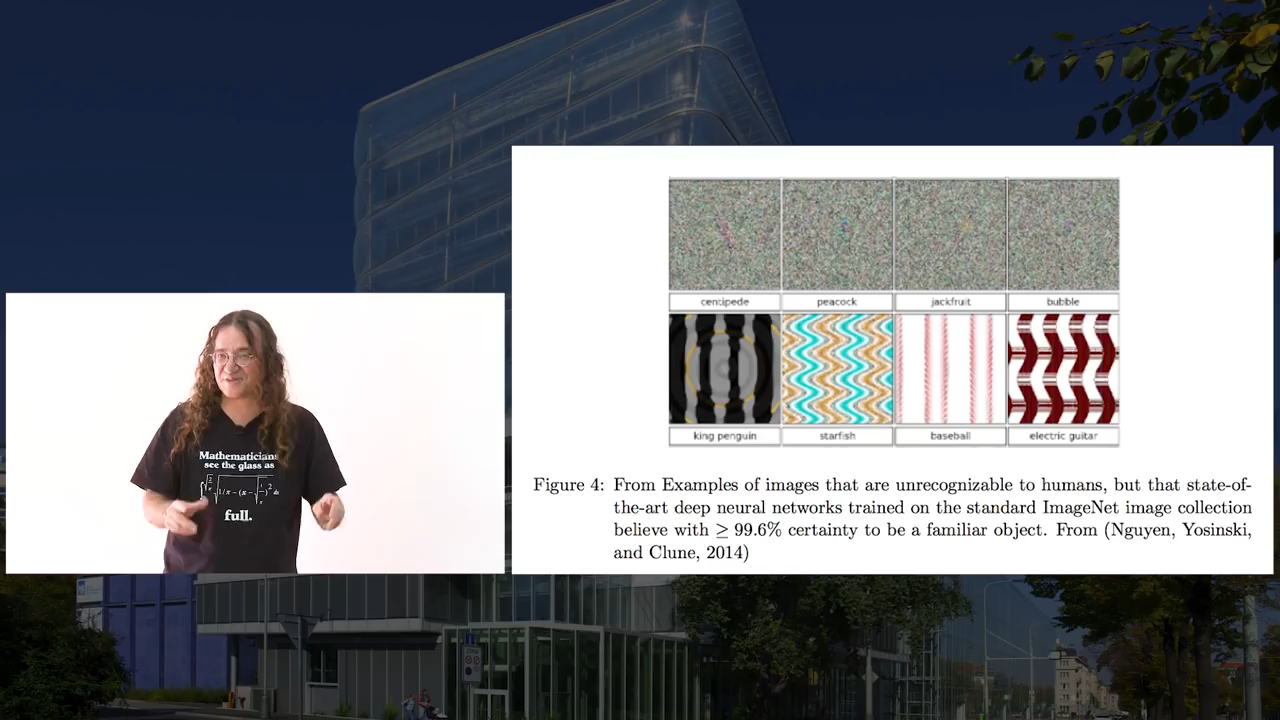 Mathematicians
see the glass as
full.
centipede
peacock
jackfruit
bubble
king penguin
starfish
baseball
electric guitar
Figure 4: From Examples of images that are unrecognizable to humans, but that state-of-
the-art deep neural networks trained on the standard ImageNet image collection
believe with ≥ 99.6% certainty to be a familiar object. From (Nguyen, Yosinski,
and Clune, 2014)